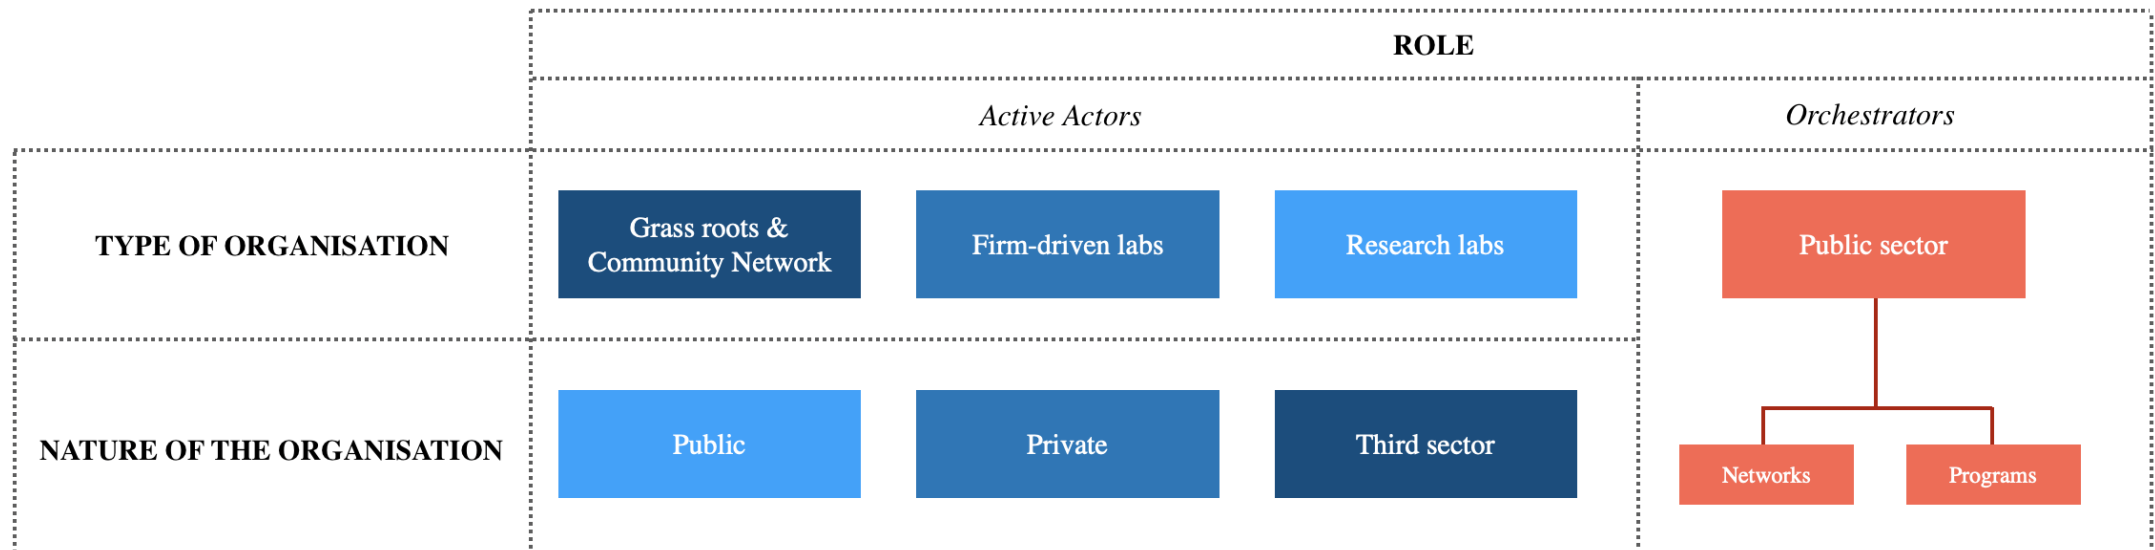 ROLE
Active Actors
Orchestrators
TYPE OF ORGANISATION
Grass roots &
Community Network
Firm-driven labs
Research labs
Public sector
NATURE OF THE ORGANISATION
Public
Private
Third sector
Networks
Programs